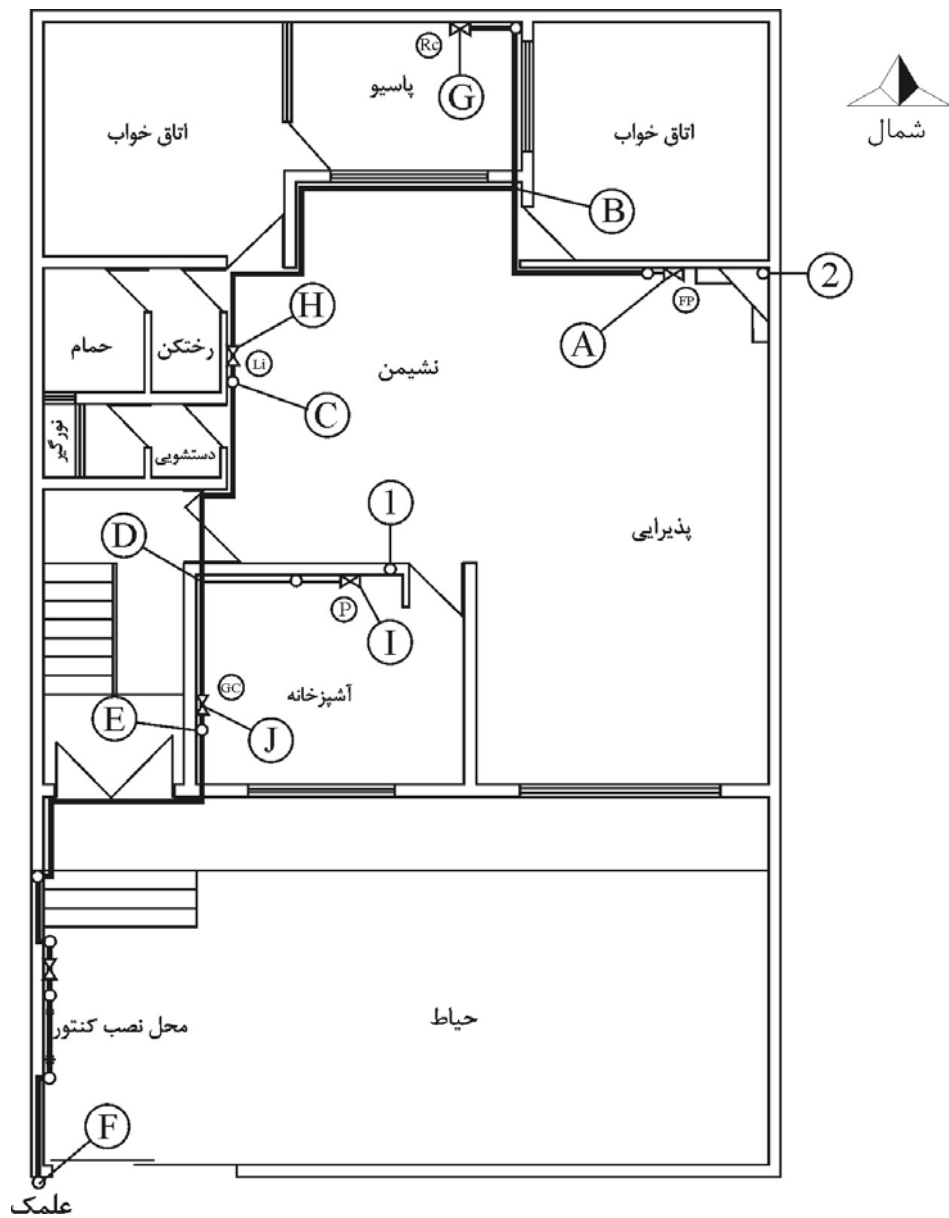 Rc
G
پاسیو
اتاق خواب
اتاق خواب
شمال
B
2
H
A
FP
حمام
رختکن
Li
نشیمن
C
نورگیر
دستشویی
1
پذیرایی
D
P
I
GC
آشپزخانه
E
J
محل نصب کنتور
حیاط
F
علمک